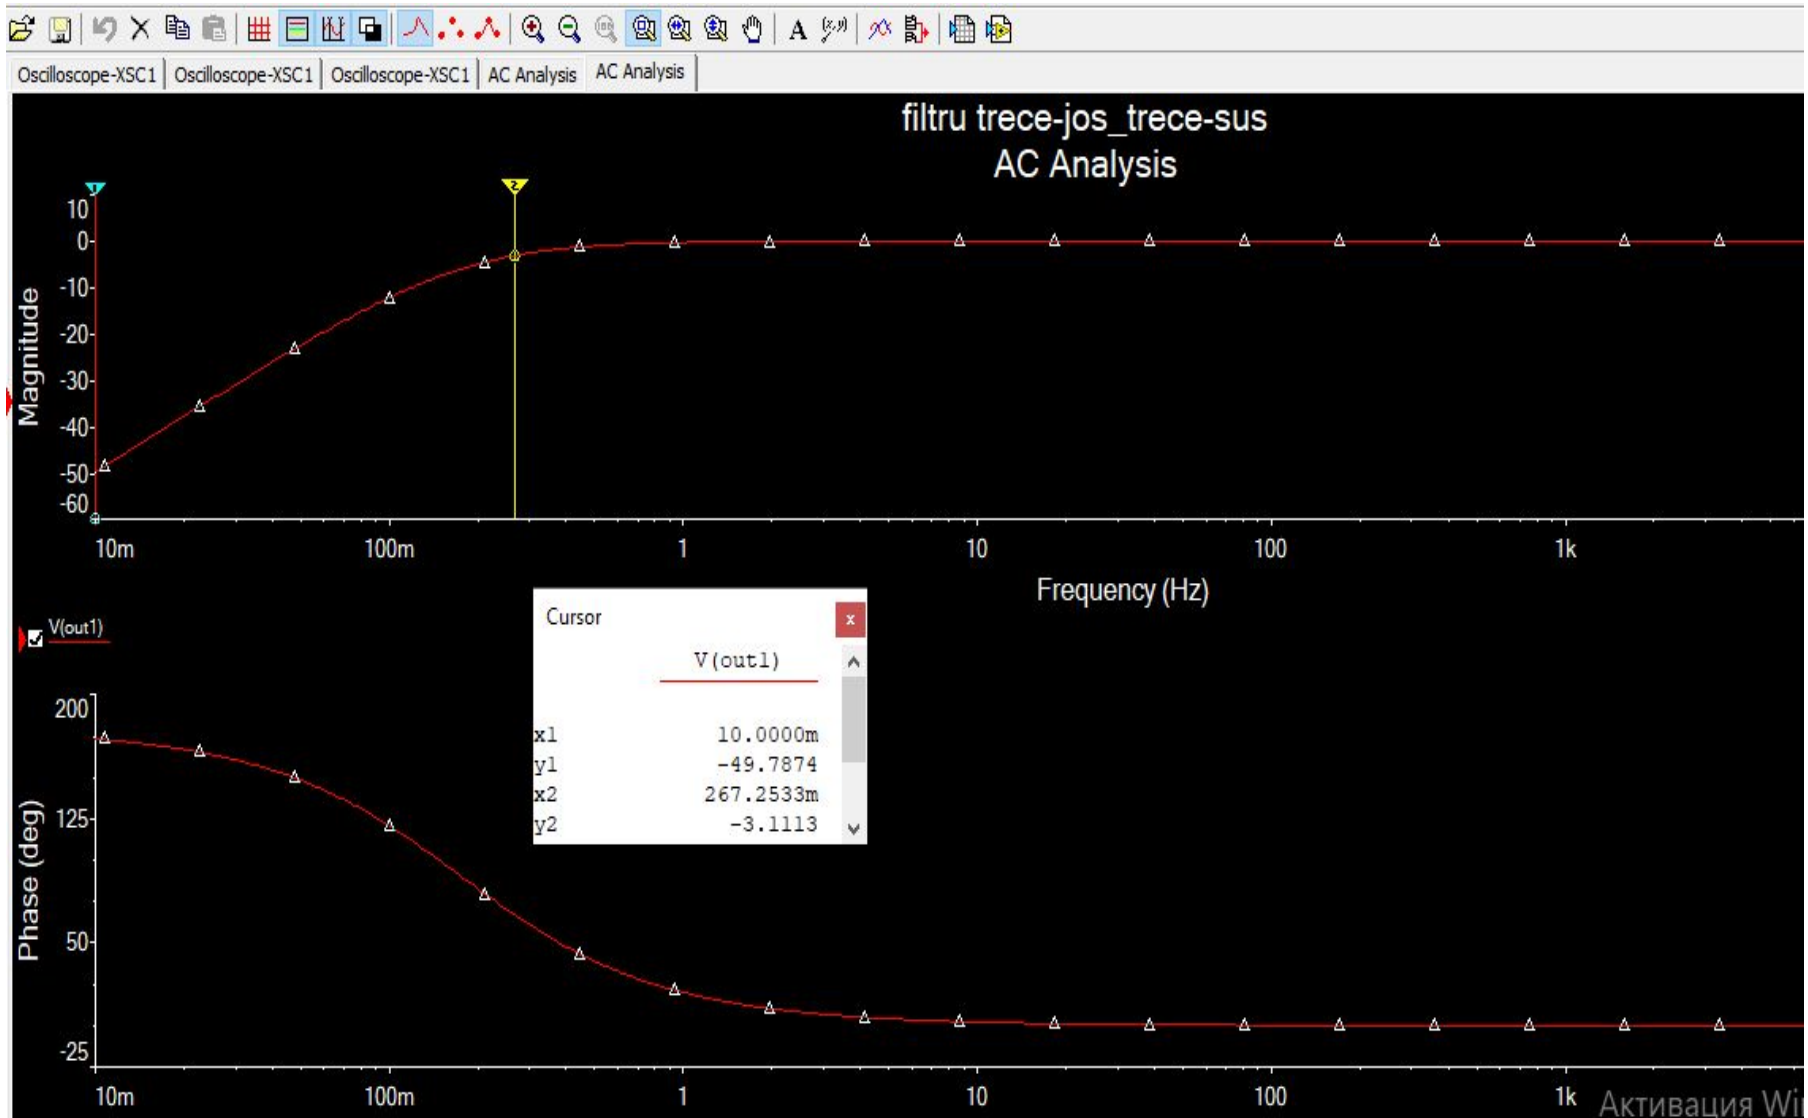 Oscilloscope-XSC1 Oscilloscope-XSC1 Oscilloscope-XSC1 AC Analysis AC Analysis
filtru trece-jos_trece-sus
AC Analysis
1
2
10
0
-10
-20
-30
-40
-50
-60
Magnitude
10m 100m 1 10 100 1k
Frequency (Hz)
V(out1)
Cursor x
V(out1)
x1 10.0000m
y1 -49.7874
x2 267.2533m
y2 -3.1113
200
125
50
-25
Phase (deg)
10m 100m 1 10 100 1k
Активация Wi